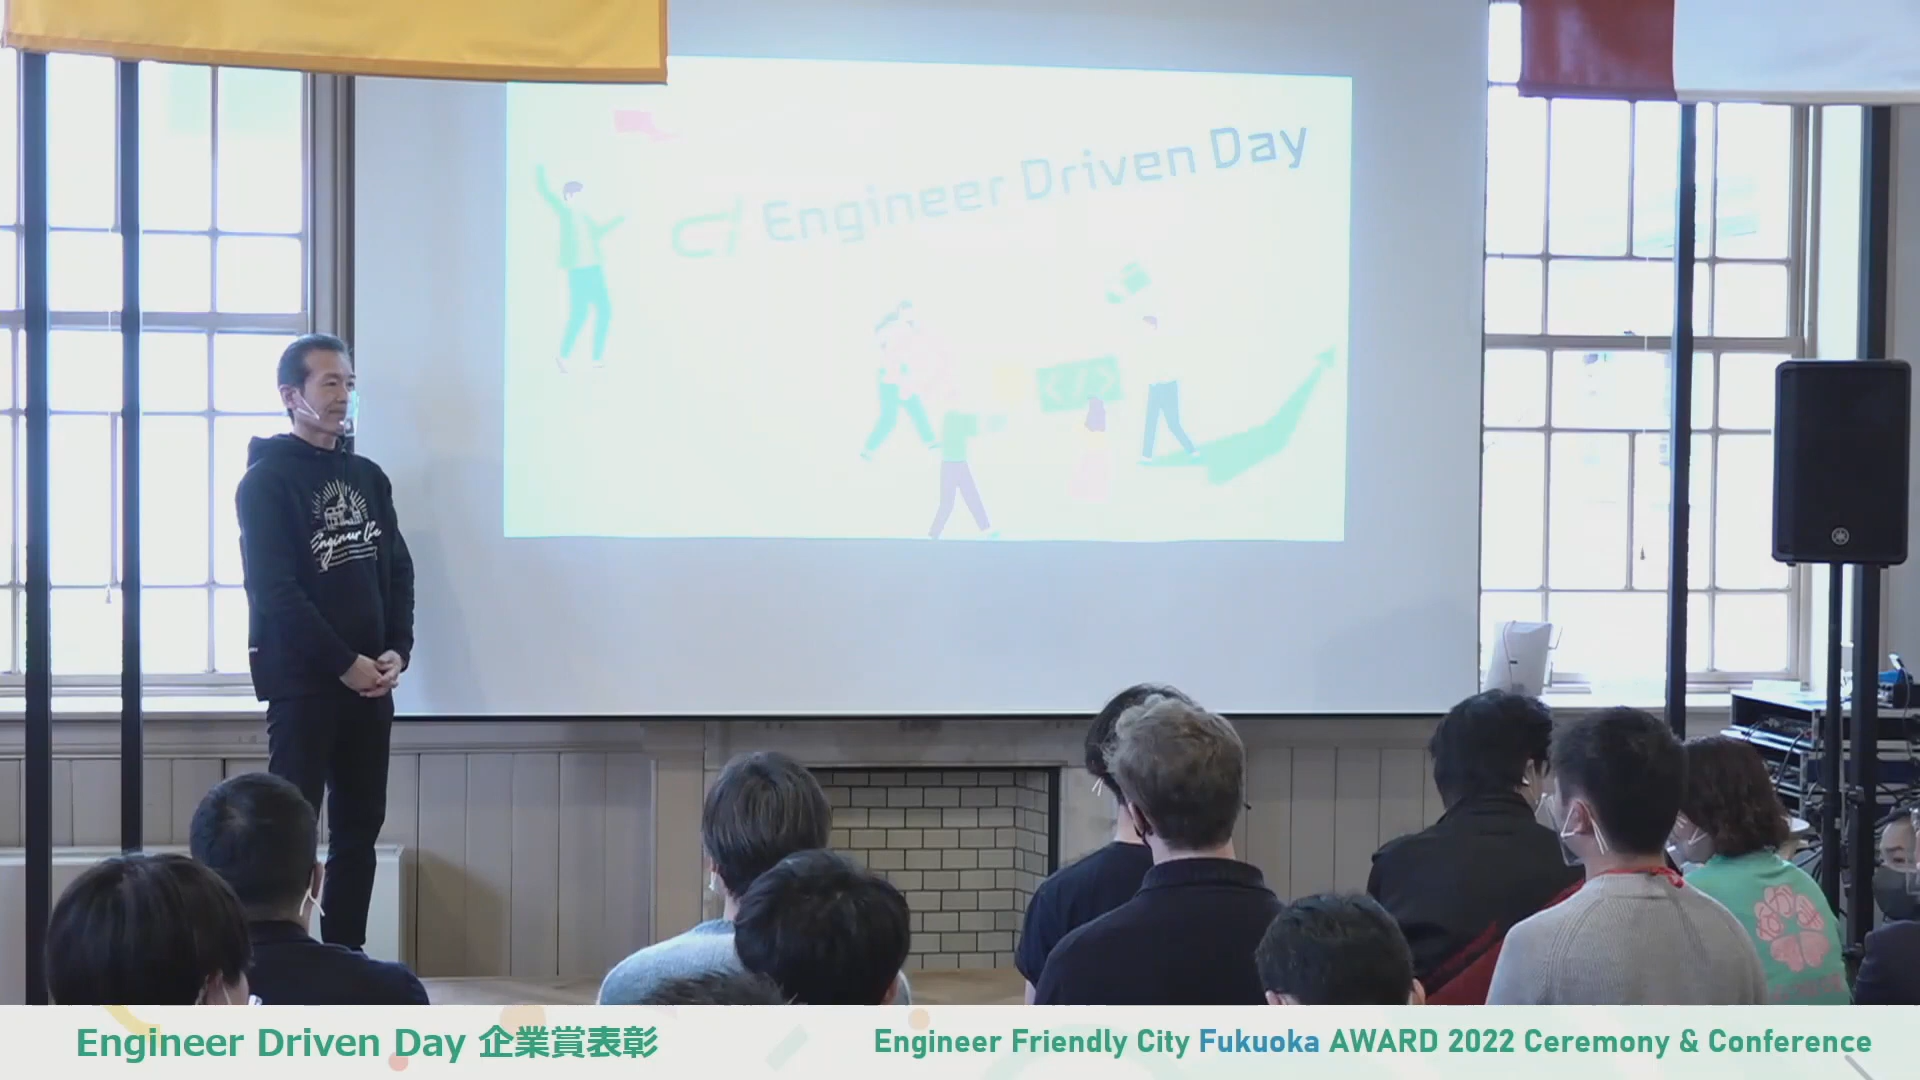 Engineer Driven Day
</>
Engineer
Engineer Driven Day 企業賞表彰
Engineer Friendly City Fukuoka AWARD 2022 Ceremony & Conference